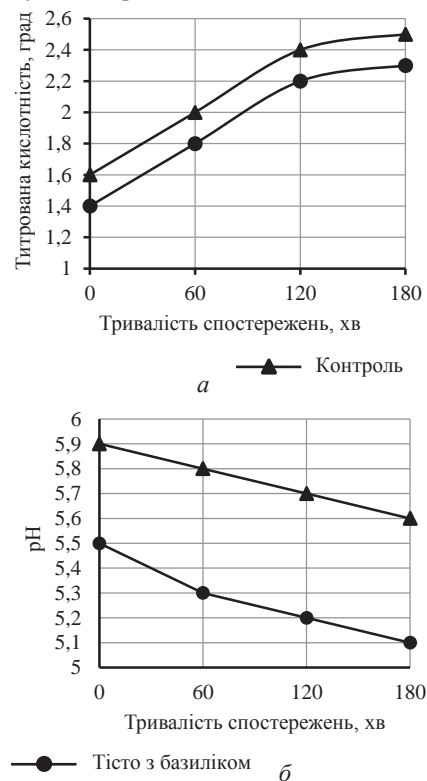 2,6
2,4
2,2
2
1,8
1,6
1,4
1,2
1
Титрована кислотність, град
0 60 120 180
Тривалість спостережень, хв
Контроль
а
6
5,9
5,8
5,7
5,6
5,5
5,4
5,3
5,2
5,1
5
pH
0 60 120 180
Тривалість спостережень, хв
Тісто з базиліком
б